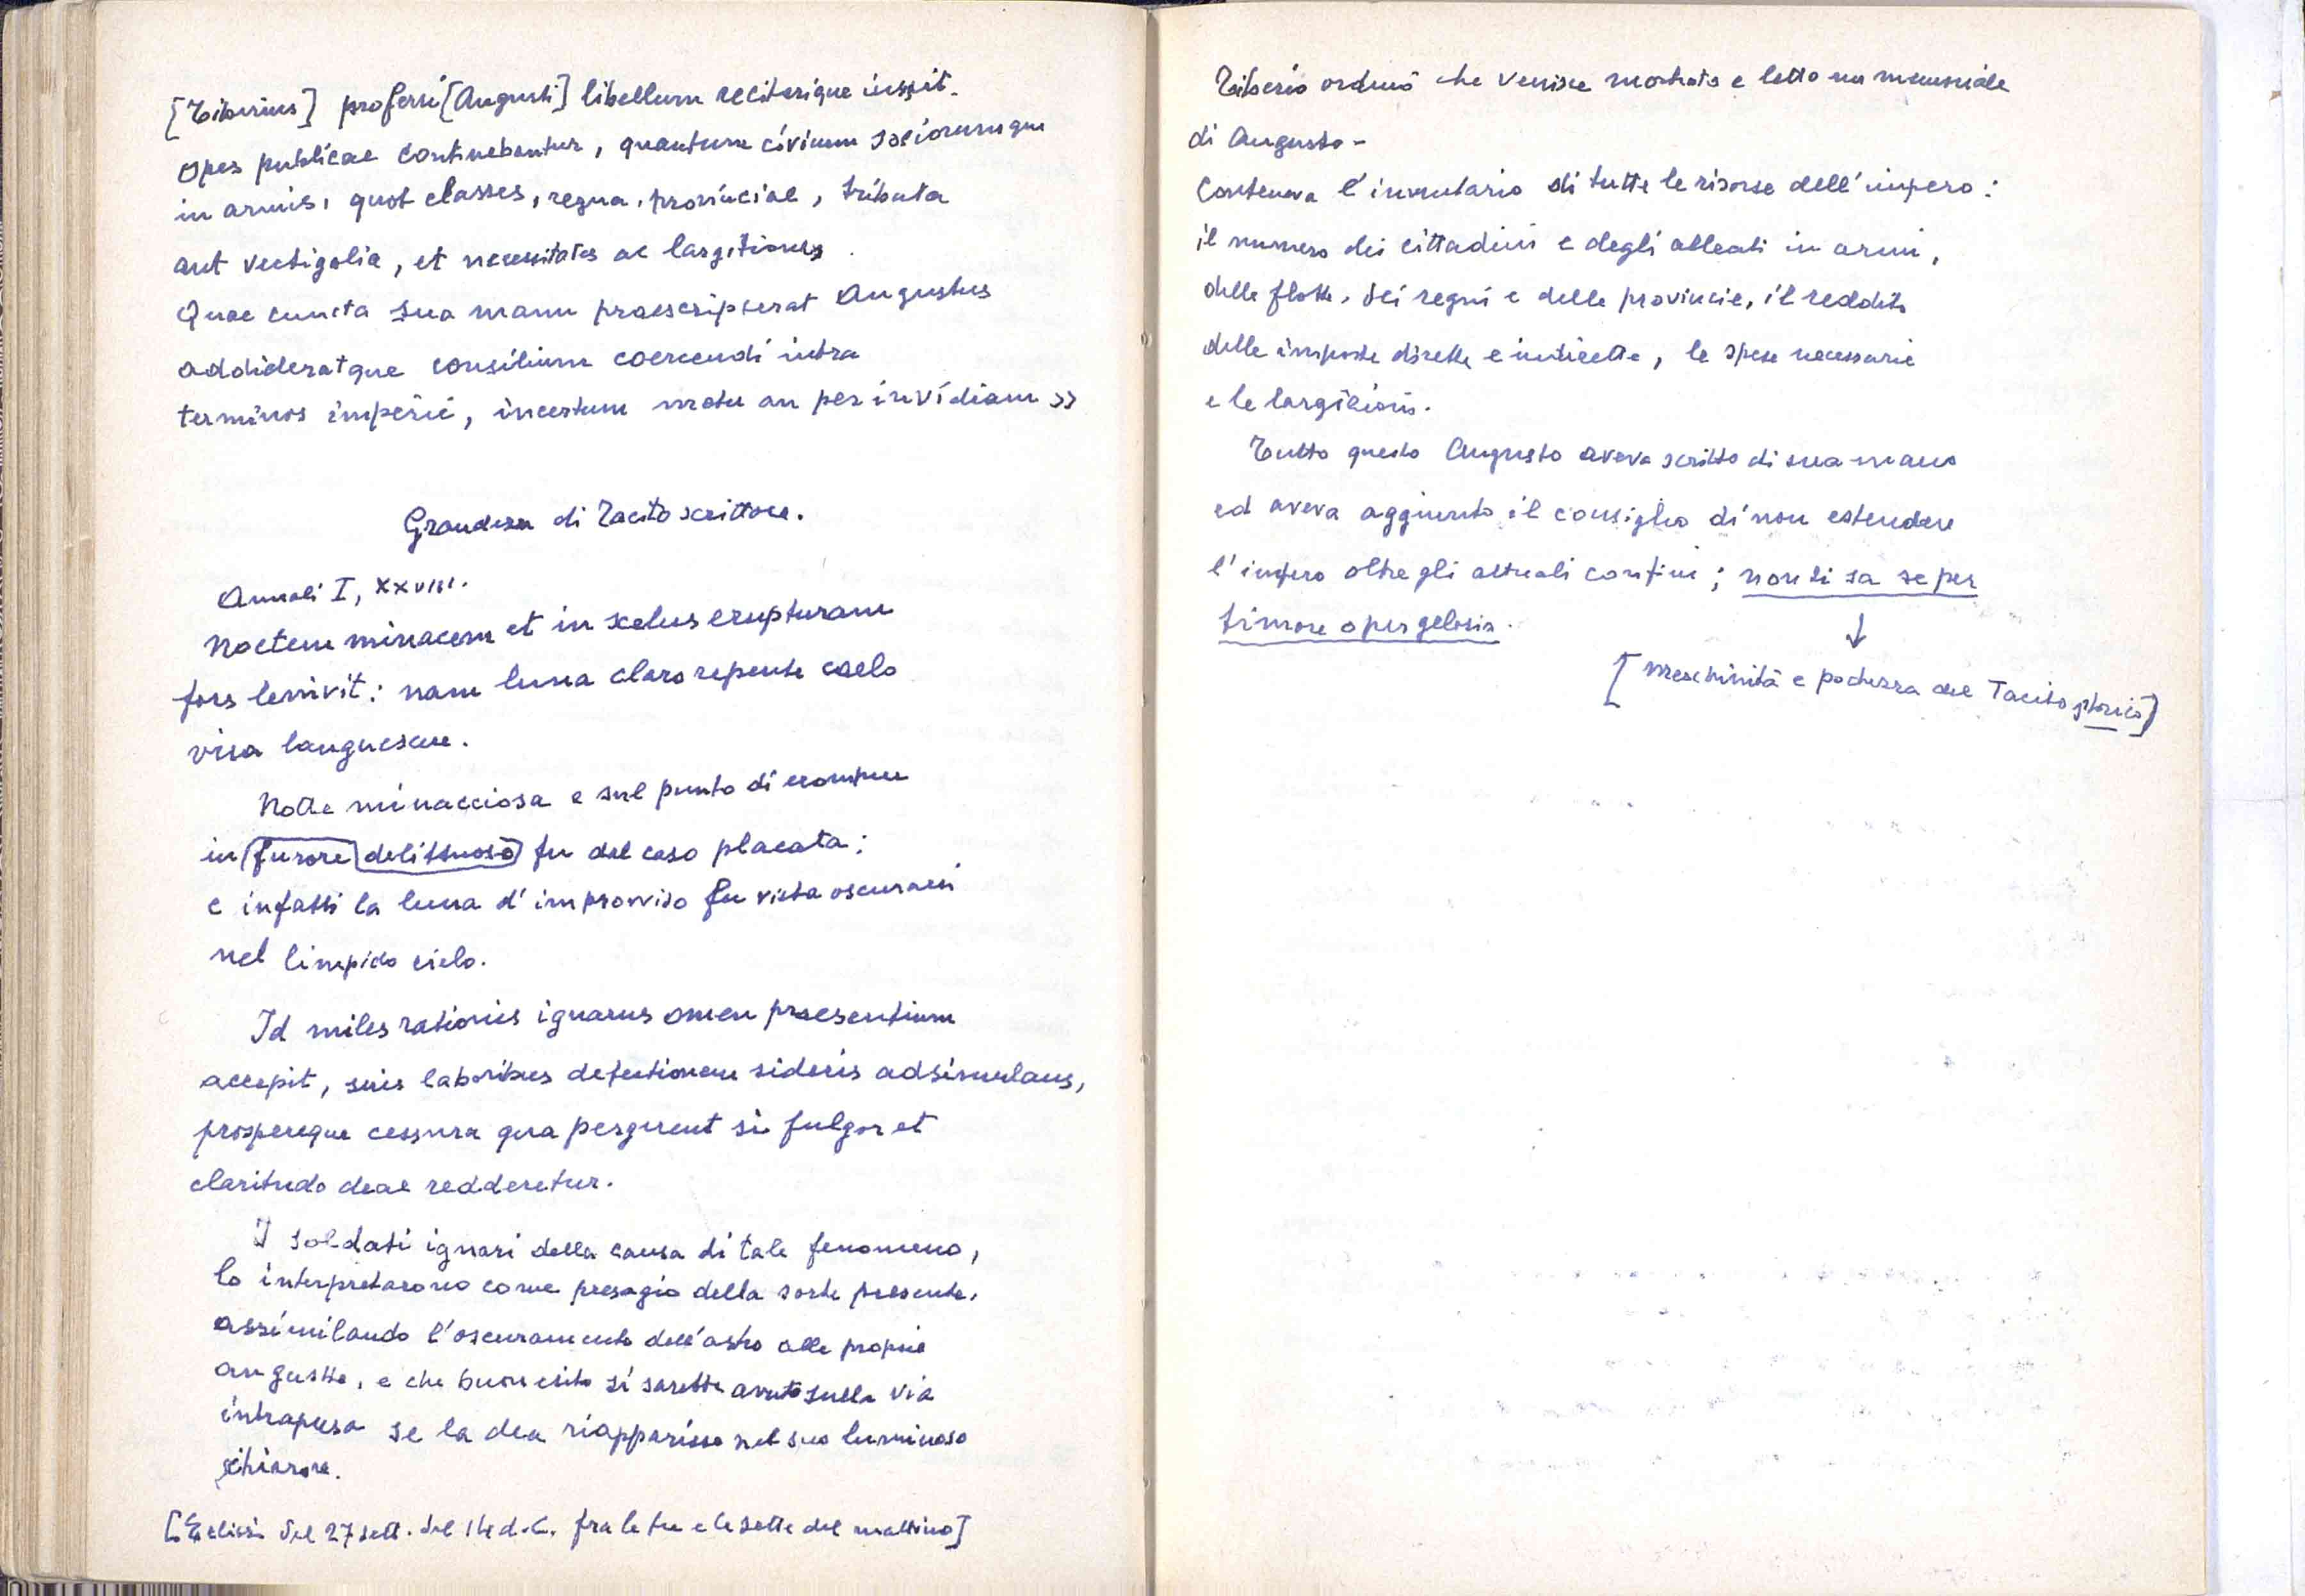 [Tiberius] proferri [Augusti] libellum recitarique iussit.
Opes publicae continebantur, quantum civium sociorumque
in armis, quot classes, regna, provinciae, tributa
aut vectigalia, et necessitates ac largitiones.
Quae cuncta sua manu praescripserat Augustus
addideratque consilium coercendi intra
terminos imperii, incertum metu an per invidiam >>
Grandezza di Tacito scrittore.
Annali I, XXVIII.
Noctem minacem et in scelus erupturam
fors lenivit: nam luna claro repente caelo
visa languescere.
Notte minacciosa e sul punto di erompere
in furore delittuoso fu dal caso placata:
e infatti la luna d'improvviso fu vista oscurarsi
nel limpido cielo.
Id miles rationis ignarus omen praesentium
accepit, suis laboribus defectionem sideris adsimulans,
prospereque cessura qua pergerent si fulgor et
claritudo deae redderetur.
I soldati ignari della causa di tale fenomeno,
lo interpretarono come presagio della sorte presente,
assimilando l'oscuramento dell'astro alle proprie
angustie, e che buon esito si sarebbe avuto sulla via
intrapresa se la dea riapparisse nel suo luminoso
chiarore.
[Eclissi del 27 sett. del 14 d.C. fra le tre e le sette del mattino]
Tiberio ordinò che venisse mostrato e letto un memoriale
di Augusto -
Conteneva l'inventario di tutte le risorse dell'impero:
il numero dei cittadini e degli alleati in armi,
delle flotte, dei regni e delle provincie, il reddito
delle imposte dirette e indirette, le spese necessarie
e le largizioni.
Tutto questo Augusto aveva scritto di sua mano
ed aveva aggiunto il consiglio di non estendere
l'impero oltre gli attuali confini; non si sa se per
timore o per gelosia.
↓
[Meschinità e pochezza del Tacito storico]